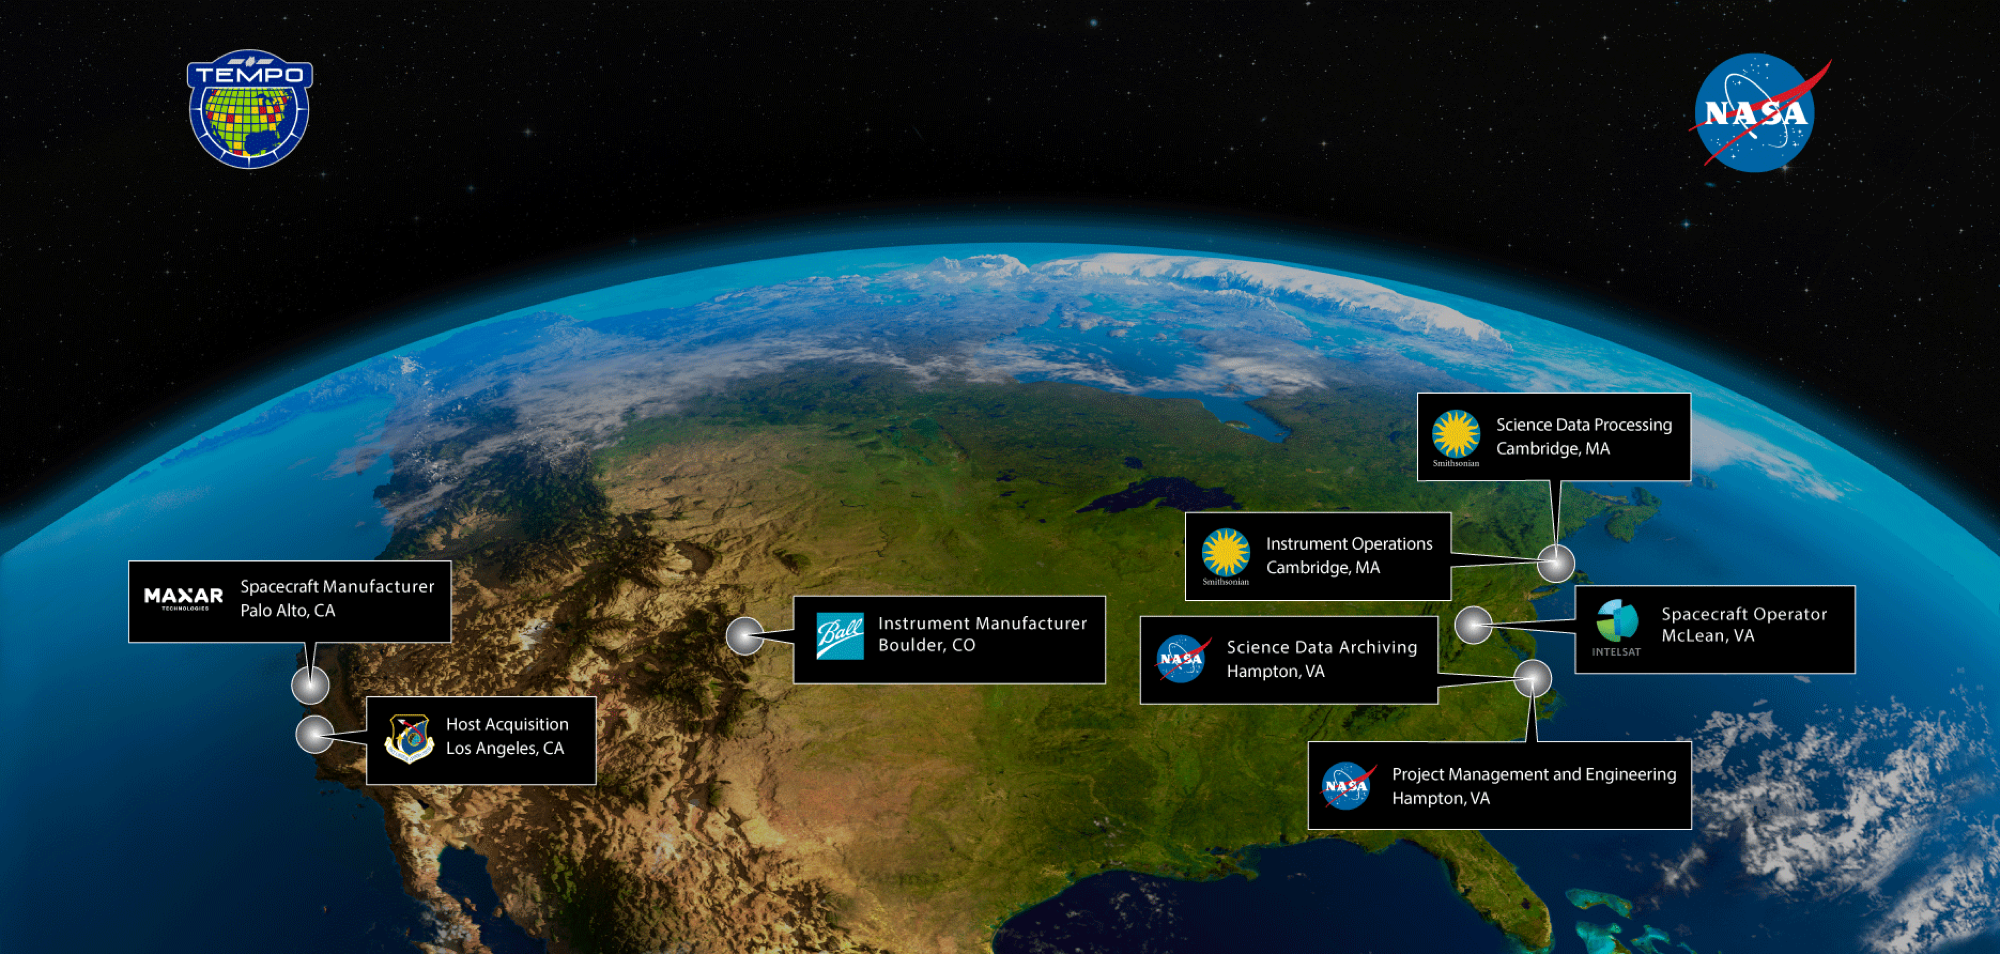 TEMPO
NASA
Smithsonian
Science Data Processing
Cambridge, MA
Smithsonian
Instrument Operations
Cambridge, MA
MAXAR
TECHNOLOGIES
Spacecraft Manufacturer
Palo Alto, CA
Ball
Instrument Manufacturer
Boulder, CO
INTELSAT
Spacecraft Operator
McLean, VA
NASA
Science Data Archiving
Hampton, VA
Host Acquisition
Los Angeles, CA
NASA
Project Management and Engineering
Hampton, VA